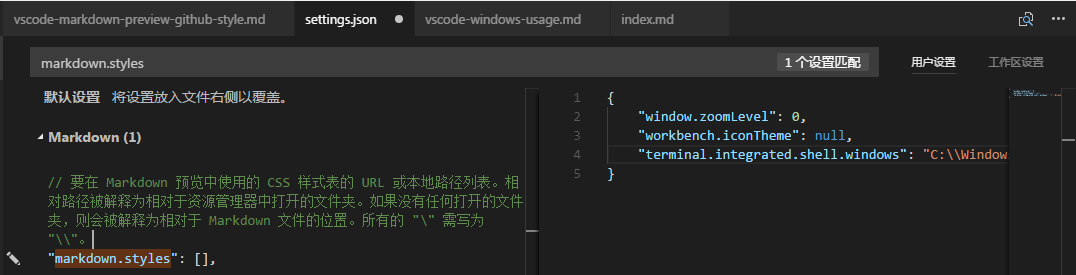 vscode-markdown-preview-github-style.md settings.json vscode-windows-usage.md index.md
markdown.styles 1 个设置匹配 用户设置 工作区设置
默认设置 将设置放入文件右侧以覆盖。
Markdown (1)
// 要在 Markdown 预览中使用的 CSS 样式表的 URL 或本地路径列表。相
对路径被解释为相对于资源管理器中打开的文件夹。如果没有任何打开的文件
夹，则会被解释为相对于 Markdown 文件的位置。所有的 "\" 需写为
"\\"。
"markdown.styles": [],
1 {
2 "window.zoomLevel": 0,
3 "workbench.iconTheme": null,
4 "terminal.integrated.shell.windows": "C:\\Window
5 }